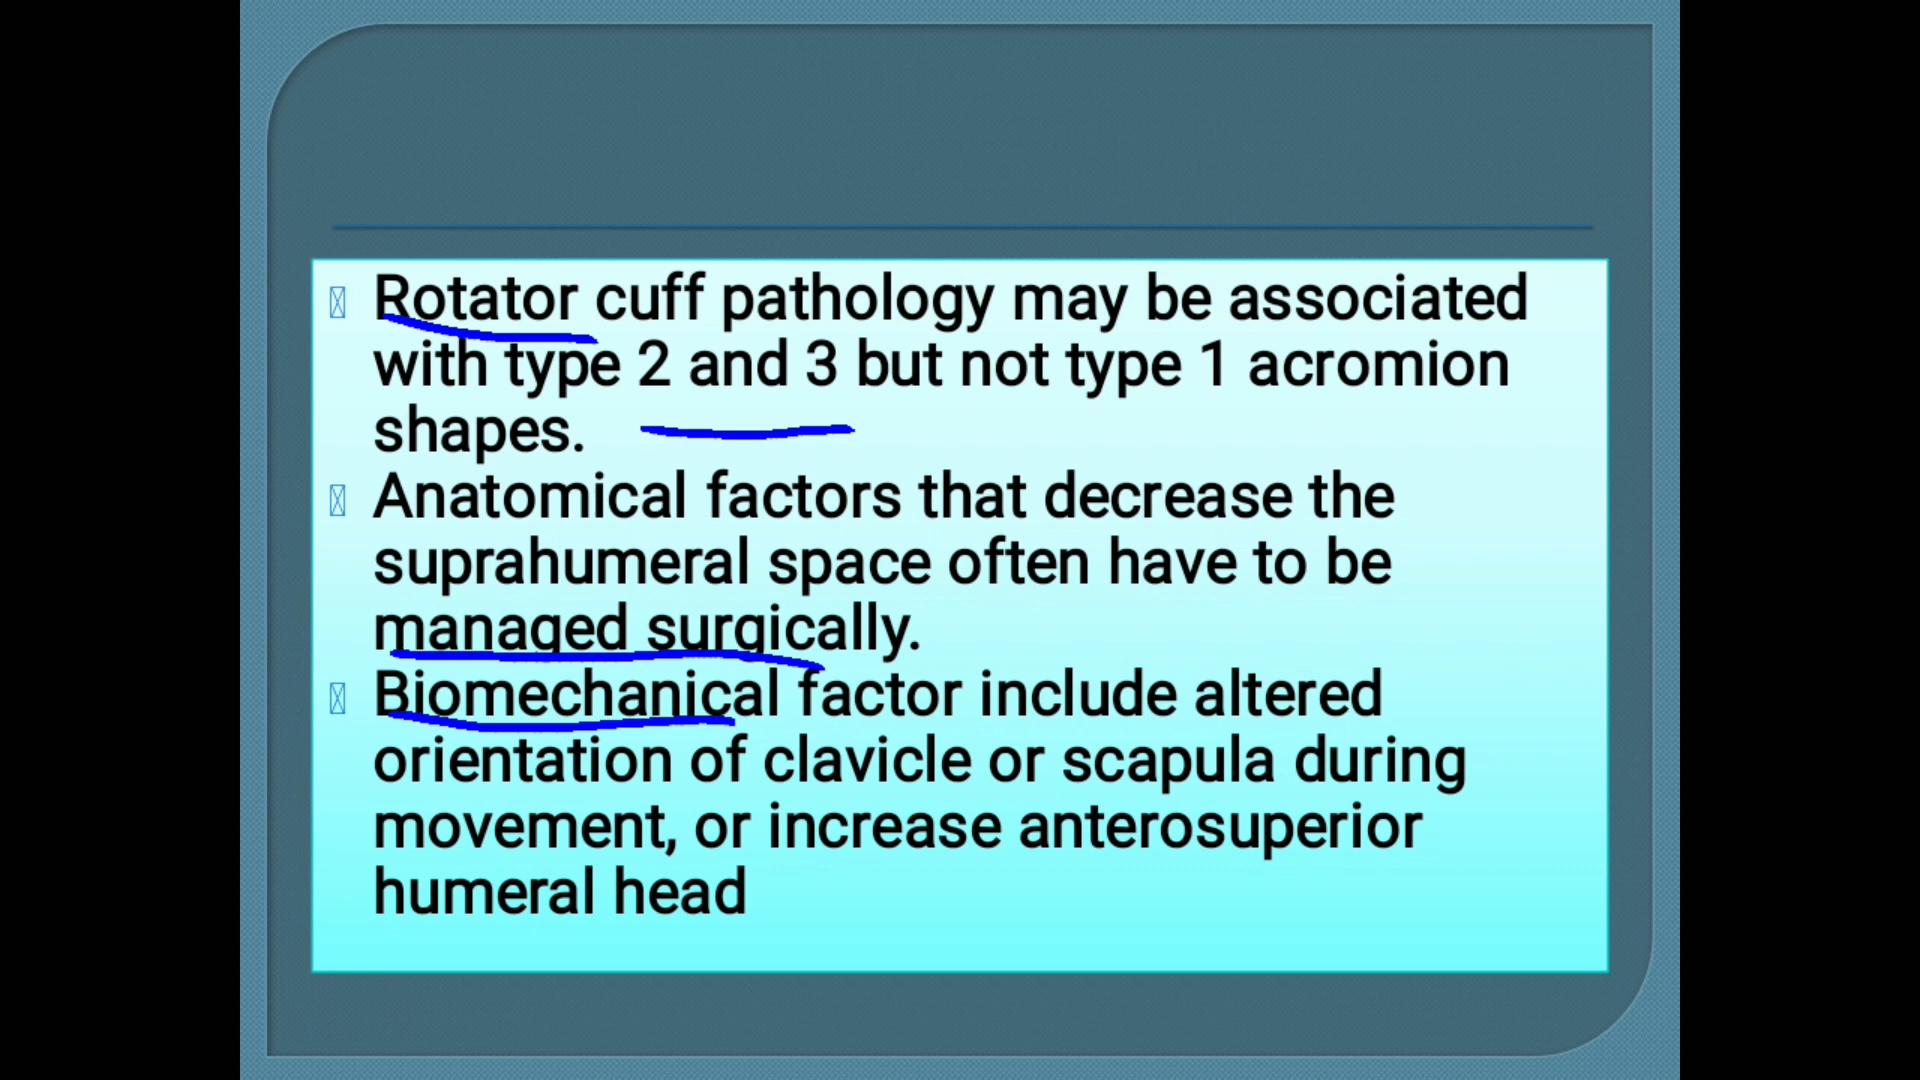 Rotator cuff pathology may be associated
with type 2 and 3 but not type 1 acromion
shapes.
Anatomical factors that decrease the
suprahumeral space often have to be
managed surgically.
Biomechanical factor include altered
orientation of clavicle or scapula during
movement, or increase anterosuperior
humeral head